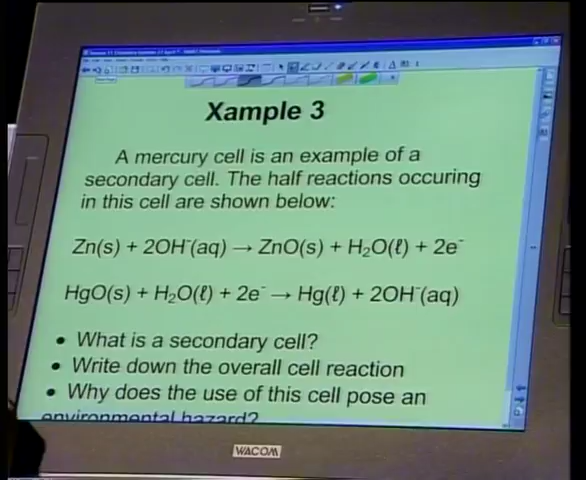 Xample 3
A mercury cell is an example of a
secondary cell. The half reactions occuring
in this cell are shown below:
Zn(s) + 2OH⁻(aq) → ZnO(s) + H₂O(ℓ) + 2e⁻
HgO(s) + H₂O(ℓ) + 2e⁻ → Hg(ℓ) + 2OH⁻(aq)
• What is a secondary cell?
• Write down the overall cell reaction
• Why does the use of this cell pose an
environmental hazard?
WACOM